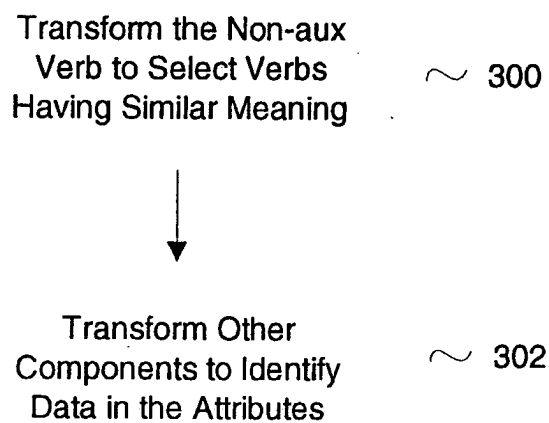 Transform the Non-aux
Verb to Select Verbs
Having Similar Meaning
300
Transform Other
Components to Identify
Data in the Attributes
302